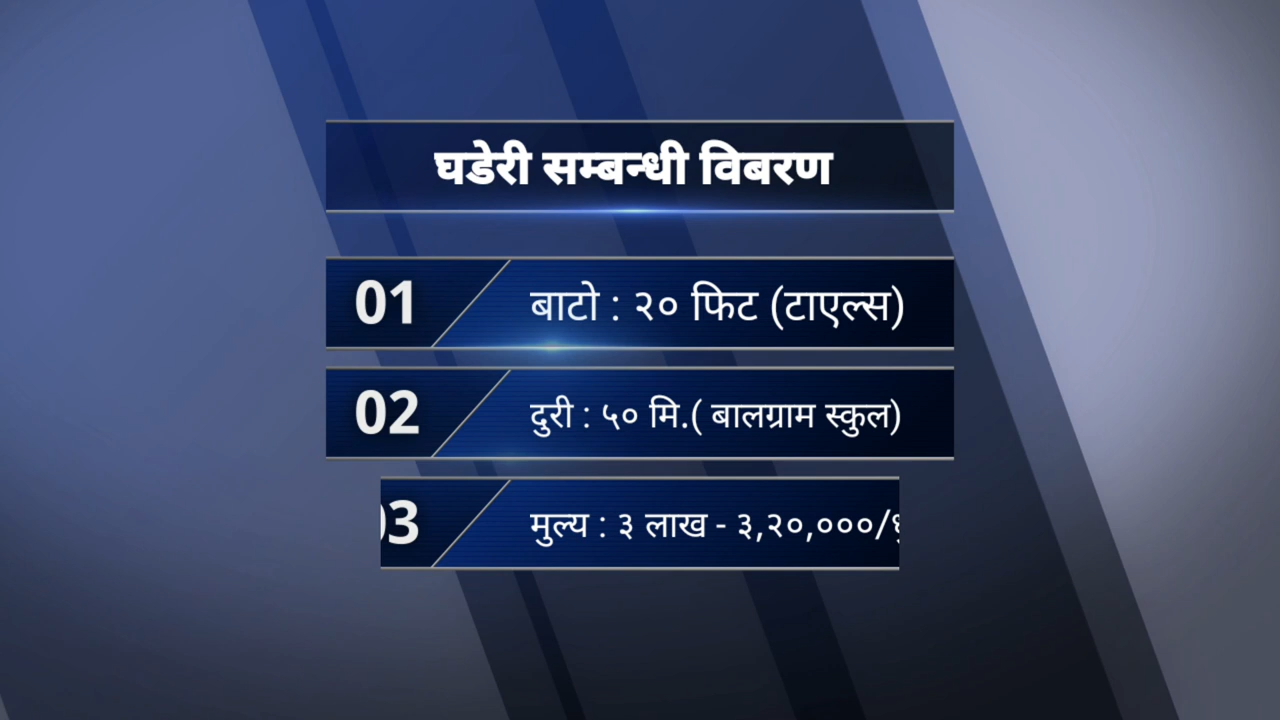 घडेरी सम्बन्धी विबरण
01 बाटो : २० फिट (टाएल्स)
02 दुरी : ५० मि.( बालग्राम स्कुल)
मुल्य : ३ लाख - ३,२०,०००/